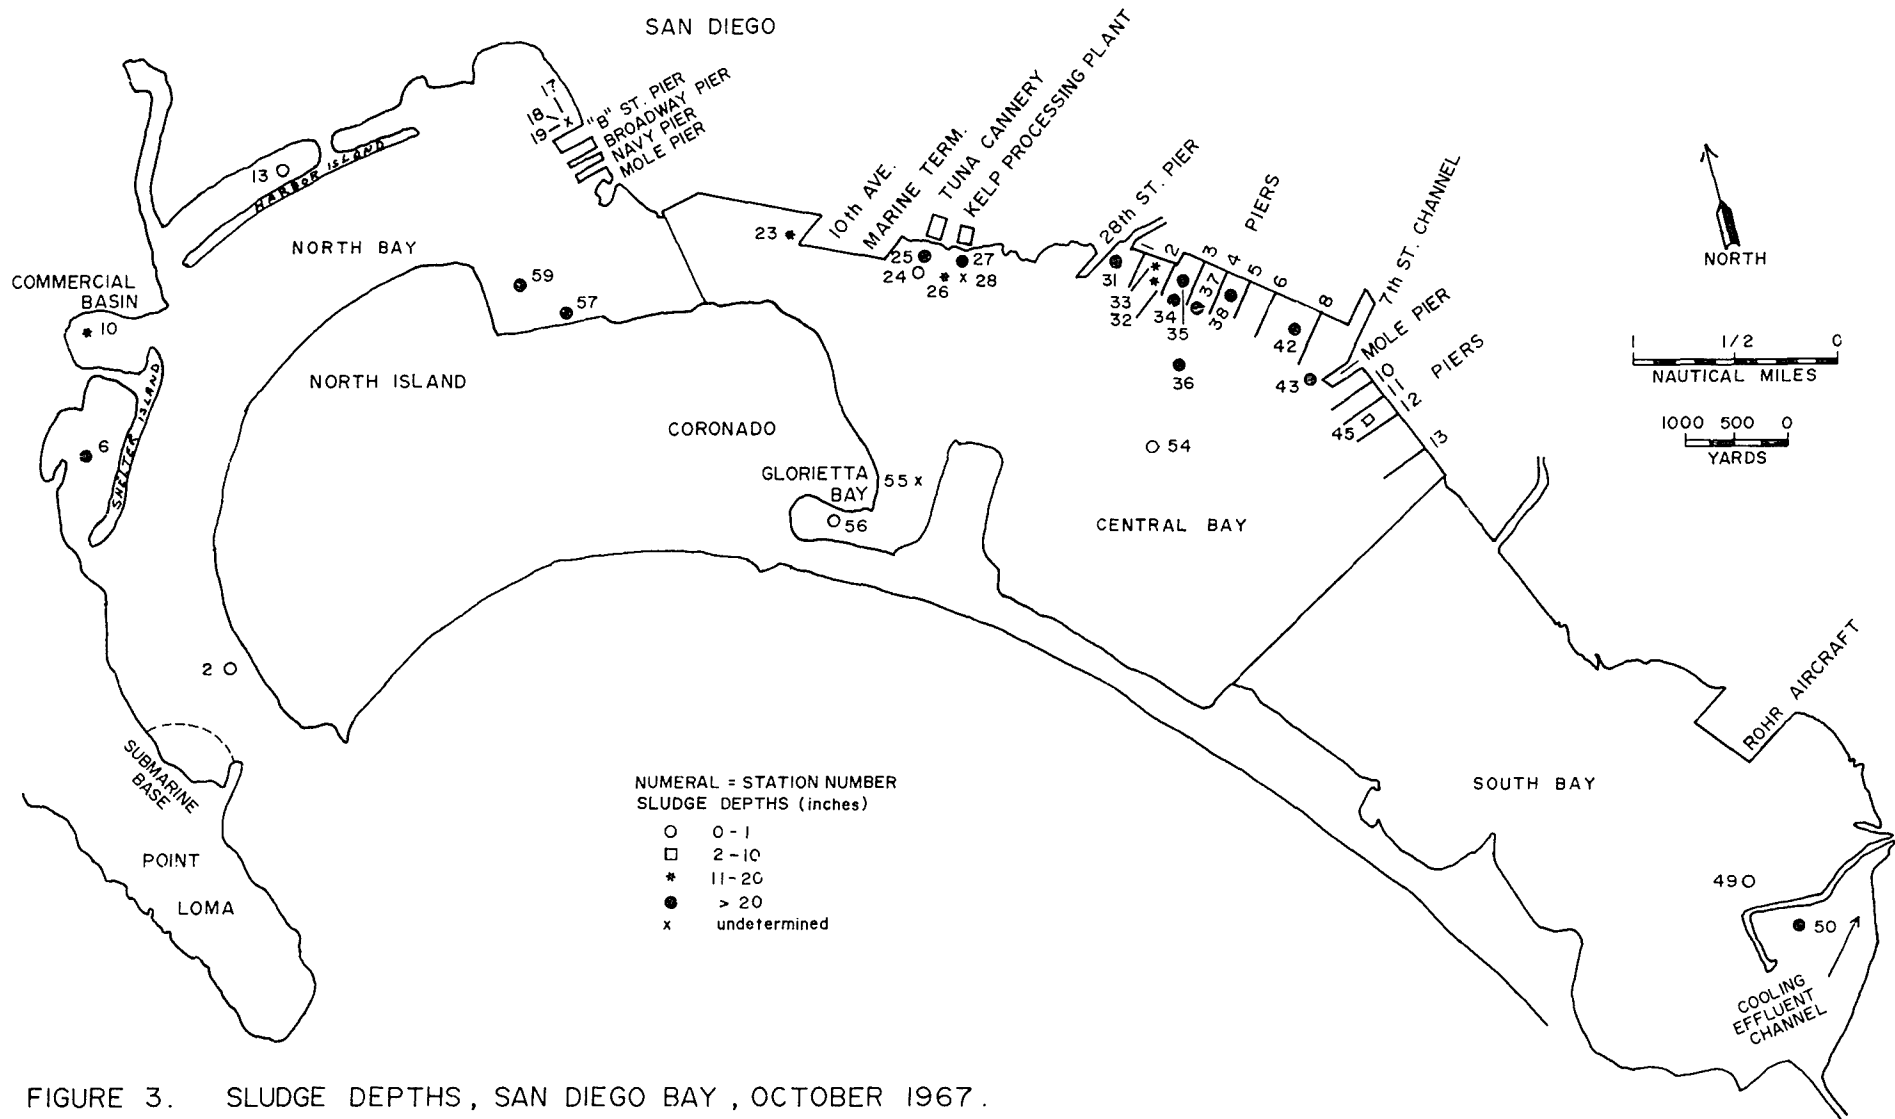 SAN DIEGO
17
18
19
x
"B" ST. PIER
BROADWAY PIER
NAVY PIER
MOLE PIER
13
HARBOR ISLAND
NORTH BAY
COMMERCIAL
BASIN
10
59
57
NORTH ISLAND
SHELTER ISLAND
6
CORONADO
GLORIETTA
BAY
55 x
56
2
SUBMARINE
BASE
POINT
LOMA
23
10th AVE.
MARINE TERM.
TUNA CANNERY
KELP PROCESSING PLANT
25
24
26
27
x
28
28th ST. PIER
PIERS
1
2
3
4
5
6
8
31
33
32
34
35
37
38
42
36
43
7th ST. CHANNEL
MOLE PIER
PIERS
10
11
12
13
45
54
CENTRAL BAY
NORTH
1 1/2 0
NAUTICAL MILES
1000 500 0
YARDS
ROHR AIRCRAFT
SOUTH BAY
49
50
COOLING
EFFLUENT
CHANNEL
NUMERAL = STATION NUMBER
SLUDGE DEPTHS (inches)
0-1
2-10
* 11-20
> 20
x undetermined
FIGURE 3. SLUDGE DEPTHS, SAN DIEGO BAY, OCTOBER 1967.